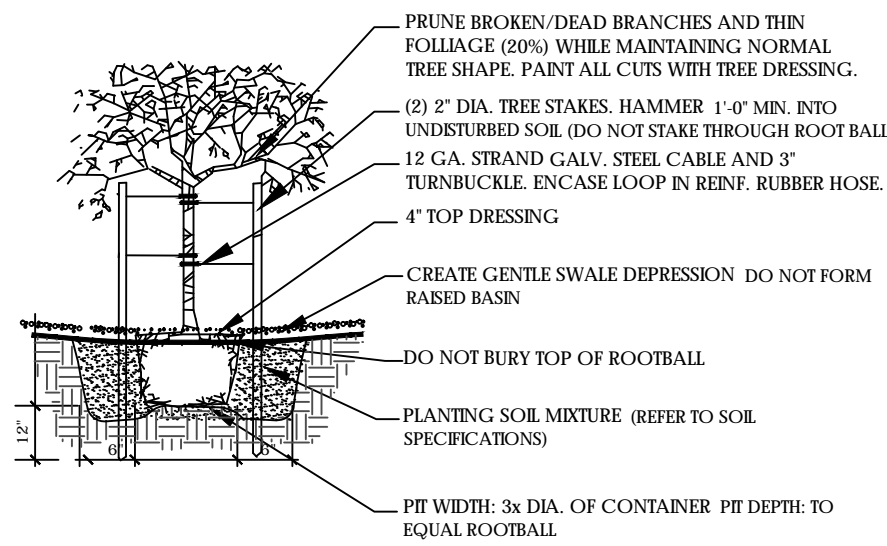 PRUNE BROKEN/DEAD BRANCHES AND THIN
FOLLIAGE (20%) WHILE MAINTAINING NORMAL
TREE SHAPE. PAINT ALL CUTS WITH TREE DRESSING.
(2) 2" DIA. TREE STAKES. HAMMER 1'-0" MIN. INTO
UNDISTURBED SOIL (DO NOT STAKE THROUGH ROOT BALL
12 GA. STRAND GALV. STEEL CABLE AND 3"
TURNBUCKLE. ENCASE LOOP IN REINF. RUBBER HOSE.
4" TOP DRESSING
CREATE GENTLE SWALE DEPRESSION DO NOT FORM
RAISED BASIN
DO NOT BURY TOP OF ROOTBALL
PLANTING SOIL MIXTURE (REFER TO SOIL
SPECIFICATIONS)
12"
6" 6"
PIT WIDTH: 3x DIA. OF CONTAINER PIT DEPTH: TO
EQUAL ROOTBALL